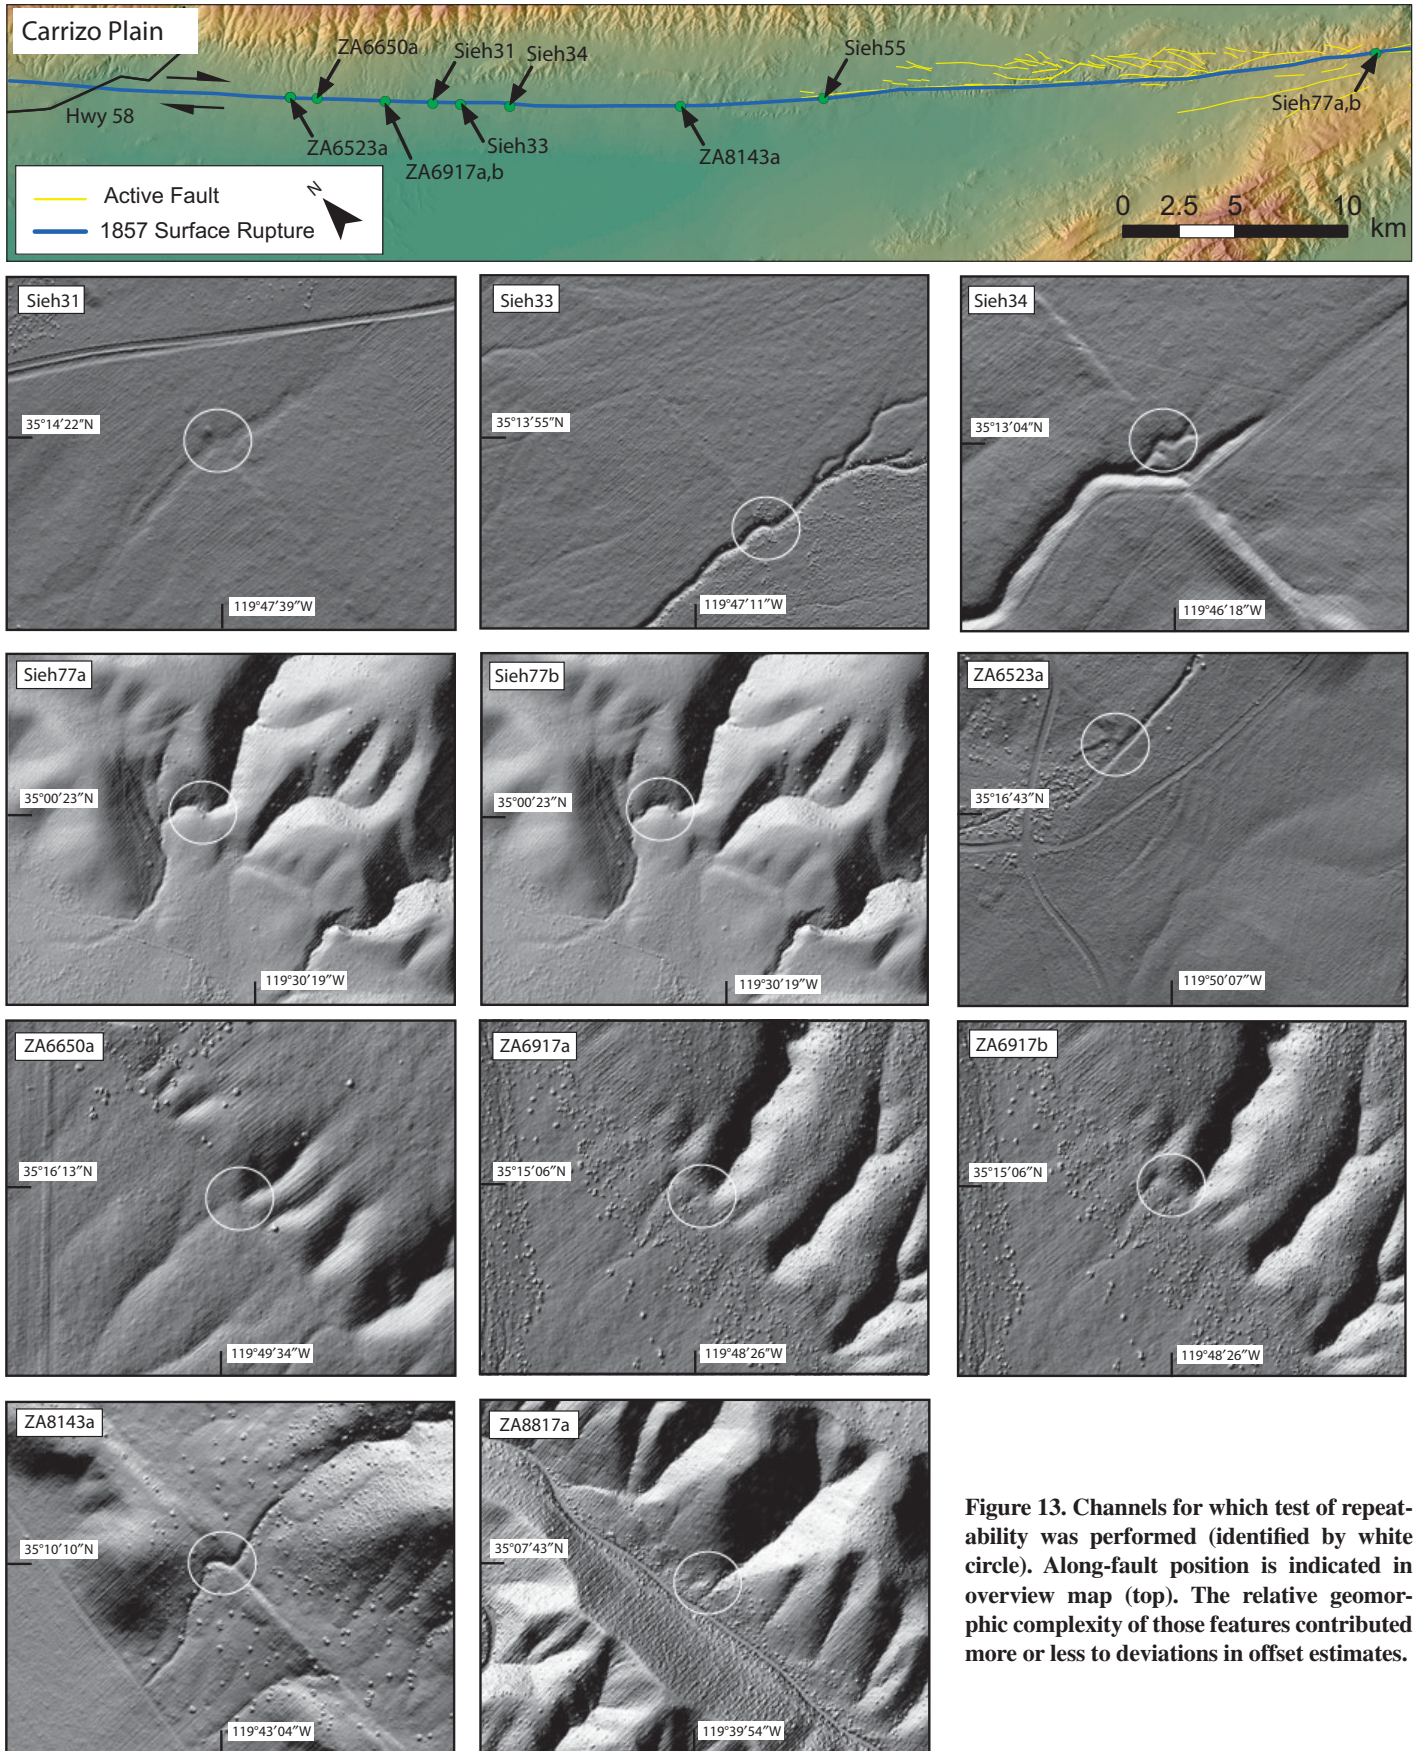 Carrizo Plain
ZA6650a
Sieh31
Sieh34
Sieh55
Hwy 58
ZA6523a
ZA6917a,b
Sieh33
ZA8143a
Sieh77a,b
N
Active Fault
1857 Surface Rupture
0 2.5 5 10
km
Sieh31
35°14′22″N
119°47′39″W
Sieh33
35°13′55″N
119°47′11″W
Sieh34
35°13′04″N
119°46′18″W
Sieh77a
35°00′23″N
119°30′19″W
Sieh77b
35°00′23″N
119°30′19″W
ZA6523a
35°16′43″N
119°50′07″W
ZA6650a
35°16′13″N
119°49′34″W
ZA6917a
35°15′06″N
119°48′26″W
ZA6917b
35°15′06″N
119°48′26″W
ZA8143a
35°10′10″N
119°43′04″W
ZA8817a
35°07′43″N
119°39′54″W
Figure 13. Channels for which test of repeat-
ability was performed (identified by white
circle). Along-fault position is indicated in
overview map (top). The relative geomor-
phic complexity of those features contributed
more or less to deviations in offset estimates.